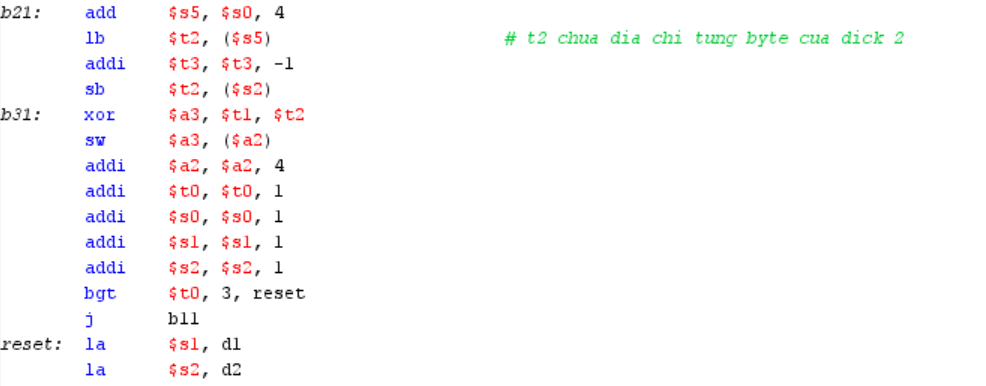 b21: add $s5, $s0, 4
lb $t2, ($s5) # t2 chua dia chi tung byte cua dick 2
addi $t3, $t3, -1
sb $t2, ($s2)
b31: xor $a3, $t1, $t2
sw $a3, ($a2)
addi $a2, $a2, 4
addi $t0, $t0, 1
addi $s0, $s0, 1
addi $s1, $s1, 1
addi $s2, $s2, 1
bgt $t0, 3, reset
j b11
reset: la $s1, d1
la $s2, d2